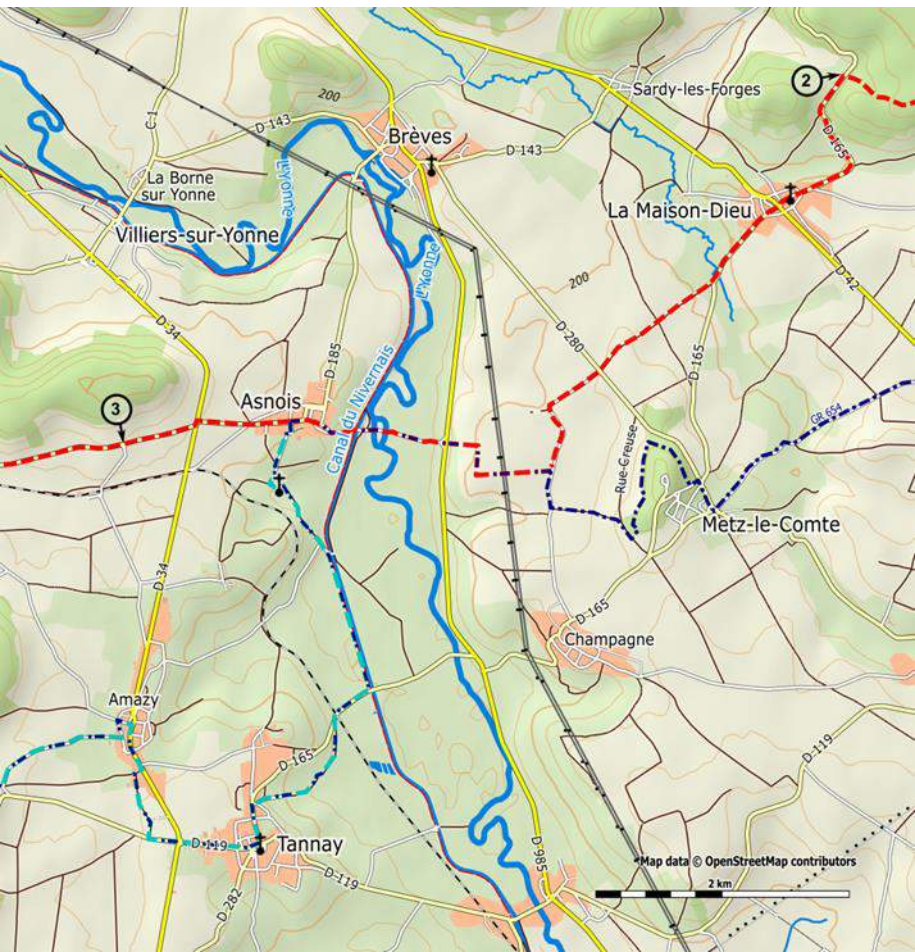 2
Sardy-les-Forges
200
C-1
D 143
Brèves
D 143
D-165
La Borne
sur Yonne
L'Yonne
La Maison-Dieu
Villiers-sur-Yonne
L'Yonne
200
D-42
D-34
D-280
D-185
D-165
Canal du Nivernais
3
Asnois
GR 654
Rue-Creuse
Metz-le-Comte
D-34
D-165
Champagne
Amazy
D-119
D-165
D-119
Tannay
D-985
Map data © OpenStreetMap contributors
D-119
2 km
D-282